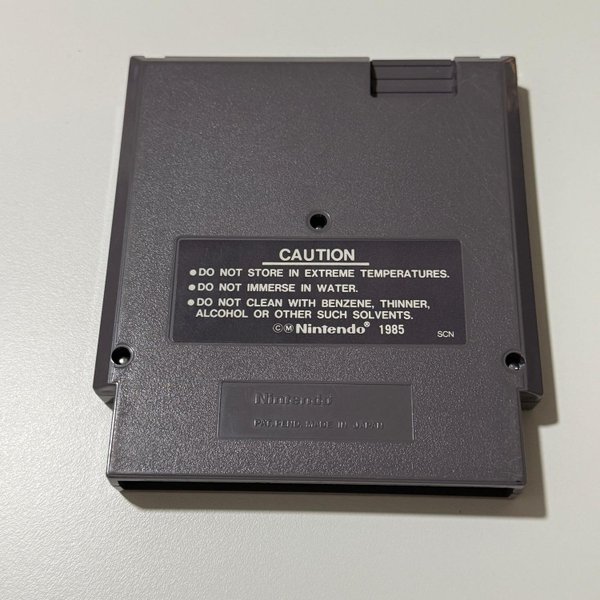 CAUTION
●DO NOT STORE IN EXTREME TEMPERATURES.
●DO NOT IMMERSE IN WATER.
●DO NOT CLEAN WITH BENZENE, THINNER,
ALCOHOL OR OTHER SUCH SOLVENTS.
©Ⓜ Nintendo® 1985 SCN
Nintendo
PAT. PEND. MADE IN JAPAN